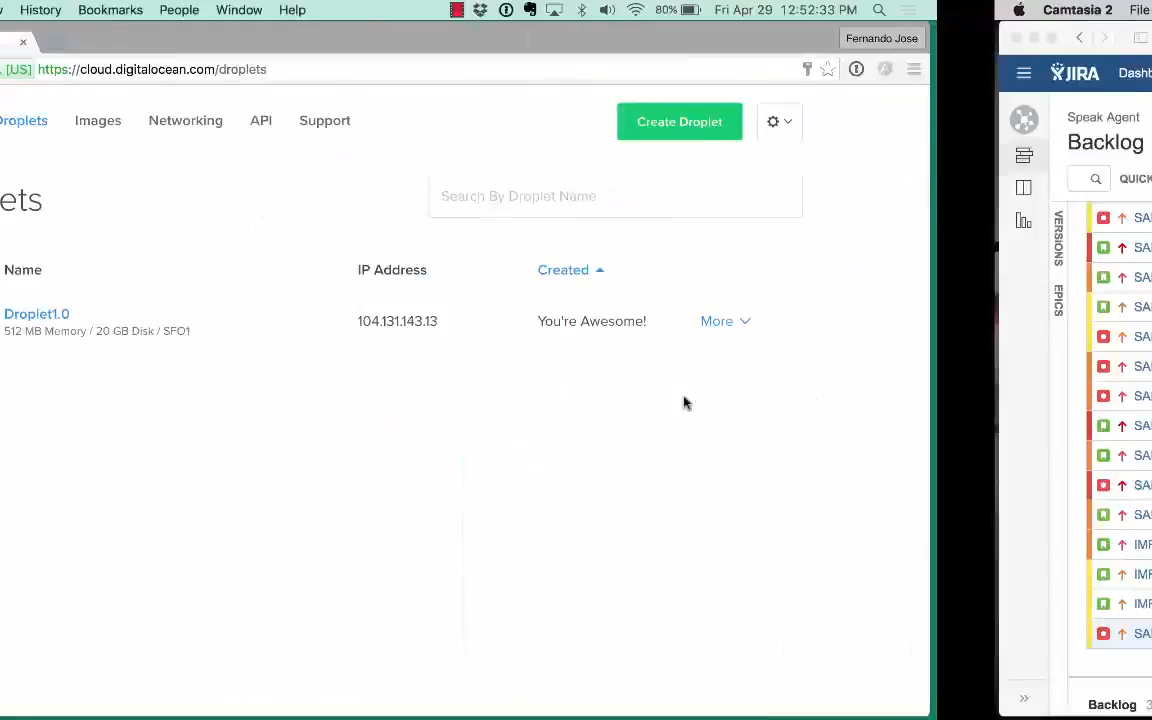 History Bookmarks People Window Help 80% Fri Apr 29 12:52:33 PM
Fernando Jose
[US] https://cloud.digitalocean.com/droplets
Droplets Images Networking API Support Create Droplet
ets
Search By Droplet Name
Name IP Address Created
Droplet1.0
512 MB Memory / 20 GB Disk / SFO1
104.131.143.13 You're Awesome! More
Camtasia 2 File
JIRA Dashb
Speak Agent
Backlog
QUICK
VERSIONS
EPICS
SA
SA
SA
SA
SA
SA
SA
SA
SA
SA
SA
IMF
IMF
IMF
SA
Backlog 3